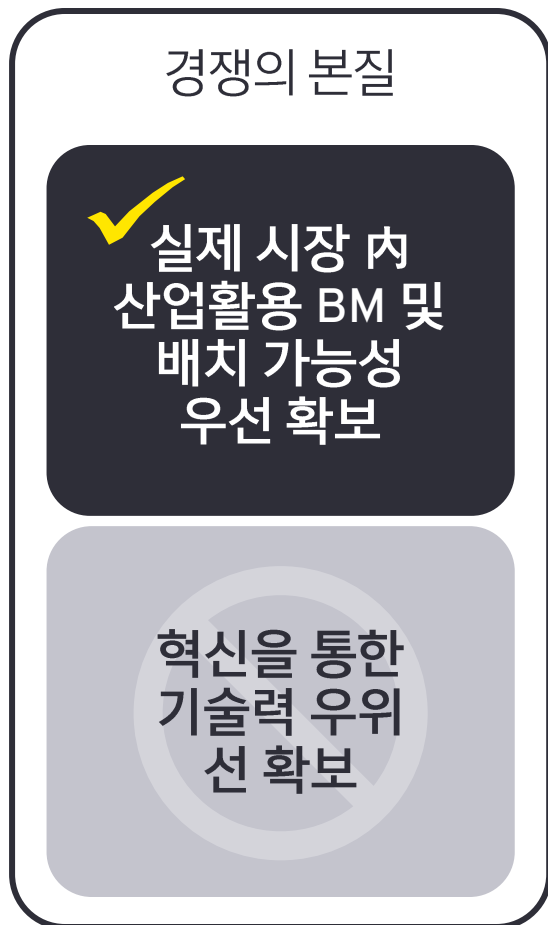 경쟁의 본질
실제 시장 內
산업활용 BM 및
배치 가능성
우선 확보
혁신을 통한
기술력 우위
선 확보